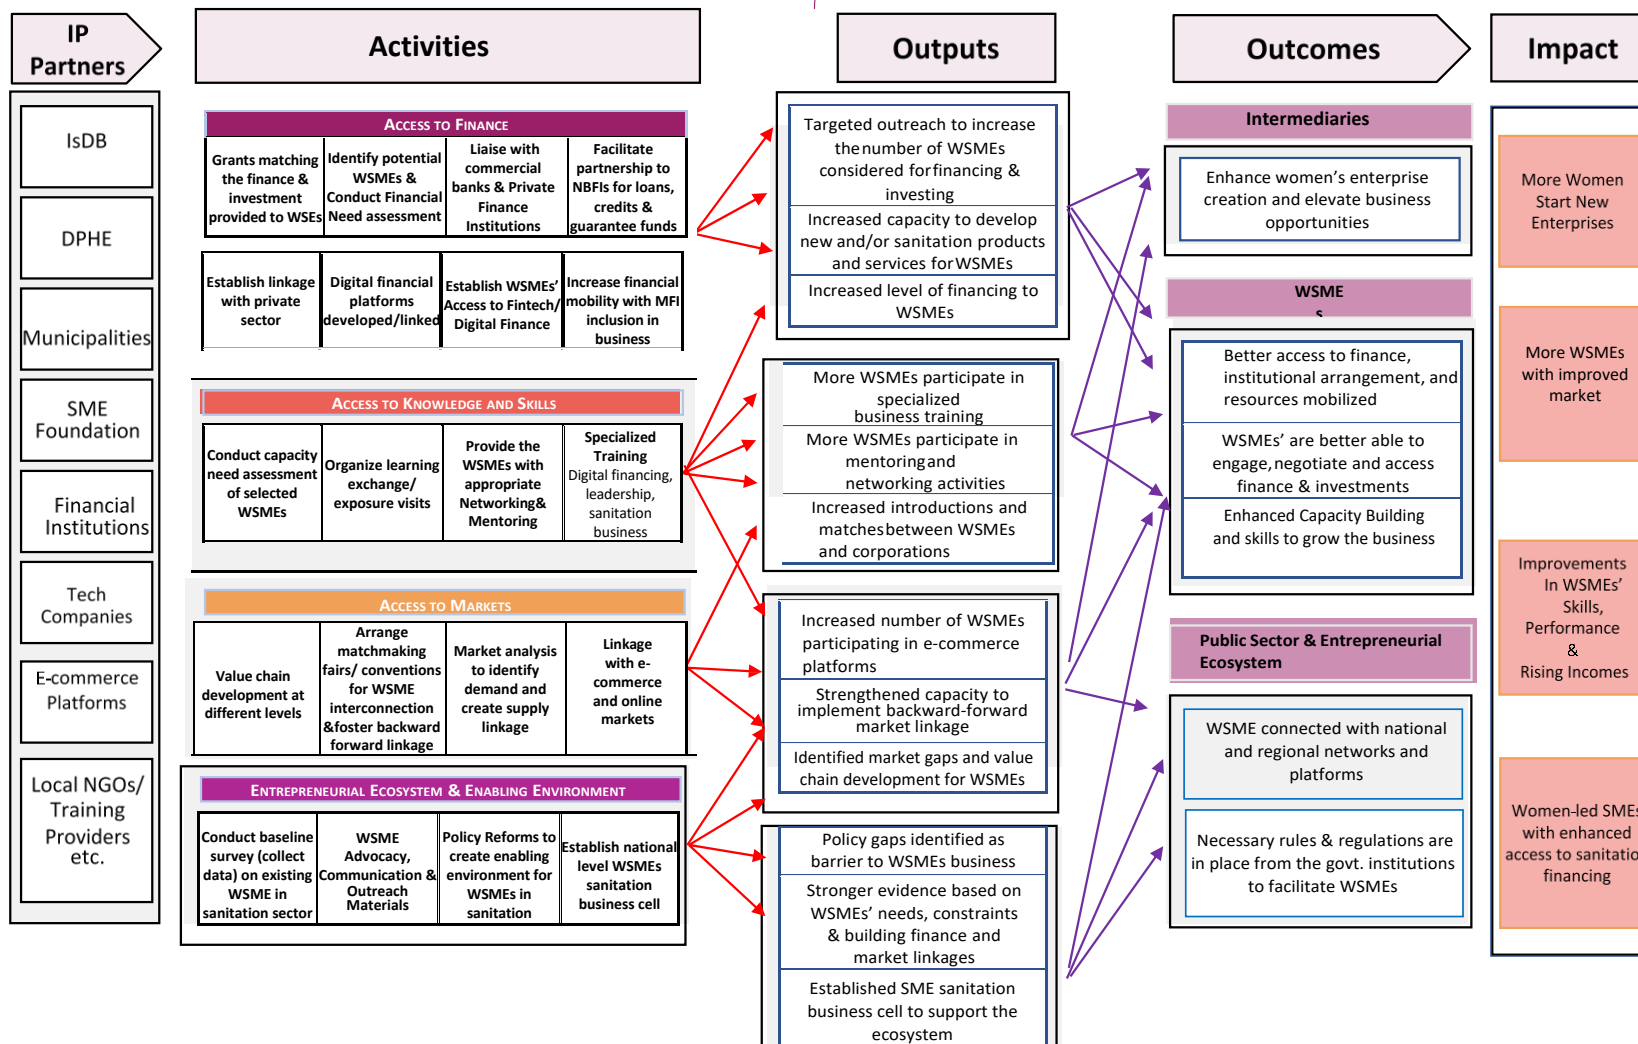 IP
Partners
Activities
Outputs
Outcomes
Impact
IsDB
DPHE
Municipalities
SME
Foundation
Financial
Institutions
Tech
Companies
E-commerce
Platforms
Local NGOs/
Training
Providers
etc.
ACCESS TO FINANCE
Grants matching
the finance &
investment
provided to WSEs
Identify potential
WSMEs &
Conduct Financial
Need assessment
Liaise with
commercial
banks & Private
Finance
Institutions
Facilitate
partnership to
NBFIs for loans,
credits &
guarantee funds
Establish linkage
with private
sector
Digital financial
platforms
developed/linked
Establish WSMEs'
Access to Fintech/
Digital Finance
Increase financial
mobility with MFI
inclusion in
business
ACCESS TO KNOWLEDGE AND SKILLS
Conduct capacity
need assessment
of selected
WSMEs
Organize learning
exchange/
exposure visits
Provide the
WSMEs with
appropriate
Networking&
Mentoring
Specialized
Training
Digital financing,
leadership,
sanitation
business
ACCESS TO MARKETS
Value chain
development at
different levels
Arrange
matchmaking
fairs/ conventions
for WSME
interconnection
&foster backward
forward linkage
Market analysis
to identify
demand and
create supply
linkage
Linkage
with e-
commerce
and online
markets
ENTREPRENEURIAL ECOSYSTEM & ENABLING ENVIRONMENT
Conduct baseline
survey (collect
data) on existing
WSME in
sanitation sector
WSME
Advocacy,
Communication &
Outreach
Materials
Policy Reforms to
create enabling
environment for
WSMEs in
sanitation
Establish national
level WSMEs
sanitation
business cell
Targeted outreach to increase
thenumber of WSMEs
considered forfinancing &
investing
Increased capacity to develop
new and/or sanitation products
and services forWSMEs
Increased level of financing to
WSMEs
More WSMEs participate in
specialized
business training
More WSMEs participate in
mentoringand
networking activities
Increased introductions and
matchesbetween WSMEs
and corporations
Increased number of WSMEs
participating in e-commerce
platforms
Strengthened capacity to
implement backward-forward
market linkage
Identified market gaps and value
chain development for WSMEs
Policy gaps identified as
barrier to WSMEs business
Stronger evidence based on
WSMEs' needs, constraints
& building finance and
market linkages
Established SME sanitation
business cell to support the
ecosystem
Intermediaries
Enhance women's enterprise
creation and elevate business
opportunities
WSME
s
Better access to finance,
institutional arrangement, and
resources mobilized
WSMEs' are better able to
engage, negotiate and access
finance & investments
Enhanced Capacity Building
and skills to grow the business
Public Sector & Entrepreneurial
Ecosystem
WSME connected with national
and regional networks and
platforms
Necessary rules & regulations are
in place from the govt. institutions
to facilitate WSMEs
More Women
Start New
Enterprises
More WSMEs
with improved
market
Improvements
In WSMEs'
Skills,
Performance
&
Rising Incomes
Women-led SMEs
with enhanced
access to sanitatio
financing